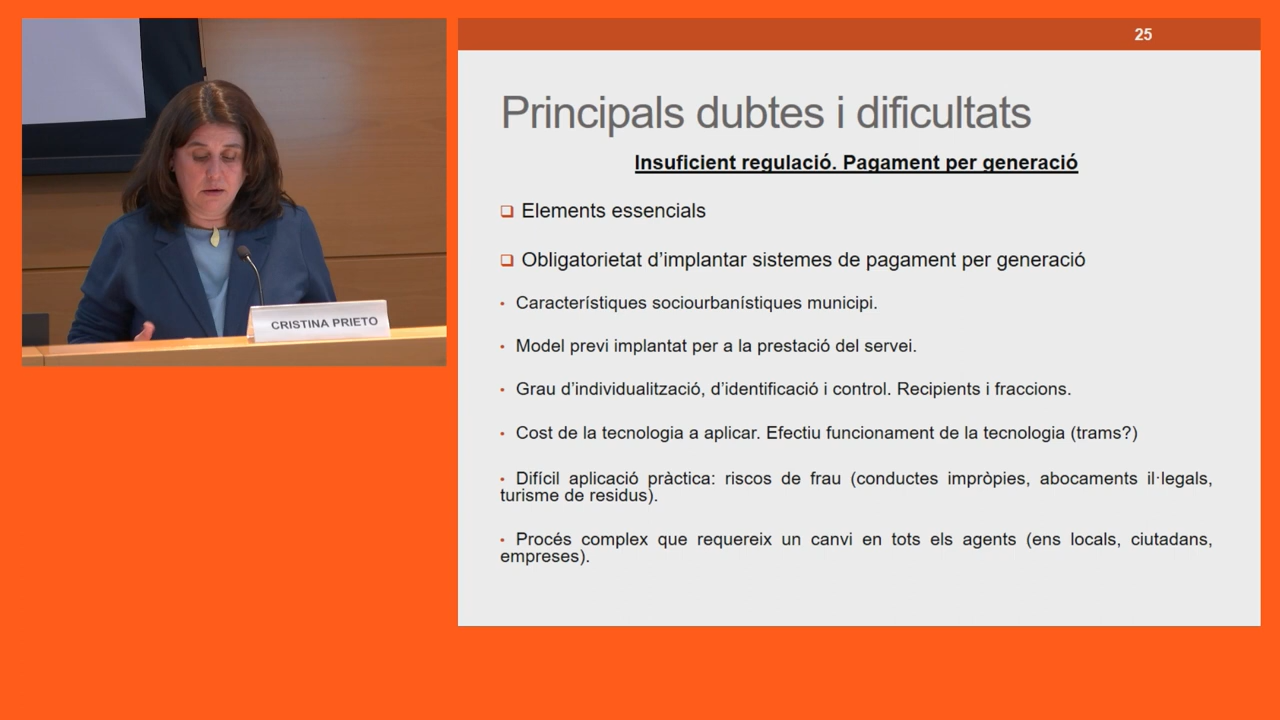 CRISTINA PRIETO
25
Principals dubtes i dificultats
Insuficient regulació. Pagament per generació
Elements essencials
Obligatorietat d’implantar sistemes de pagament per generació
• Característiques sociourbanístiques municipi.
• Model previ implantat per a la prestació del servei.
• Grau d’individualització, d’identificació i control. Recipients i fraccions.
• Cost de la tecnologia a aplicar. Efectiu funcionament de la tecnologia (trams?)
• Difícil aplicació pràctica: riscos de frau (conductes impròpies, abocaments il·legals,
turisme de residus).
• Procés complex que requereix un canvi en tots els agents (ens locals, ciutadans,
empreses).